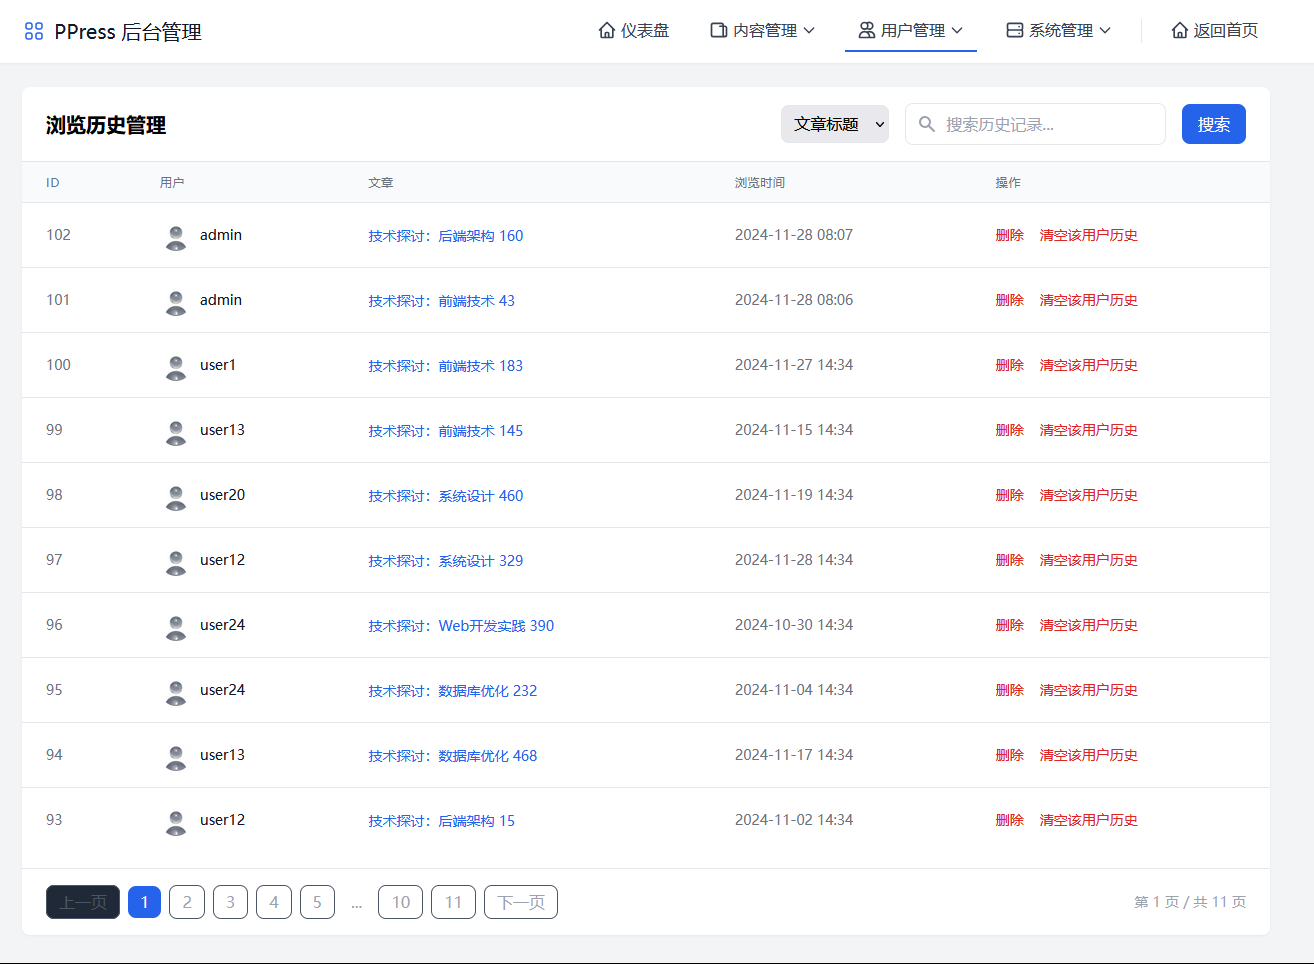 PPress 后台管理 仪表盘 内容管理 用户管理 系统管理 返回首页
浏览历史管理 文章标题 搜索历史记录... 搜索
ID 用户 文章 浏览时间 操作
102 admin 技术探讨：后端架构 160 2024-11-28 08:07 删除 清空该用户历史
101 admin 技术探讨：前端技术 43 2024-11-28 08:06 删除 清空该用户历史
100 user1 技术探讨：前端技术 183 2024-11-27 14:34 删除 清空该用户历史
99 user13 技术探讨：前端技术 145 2024-11-15 14:34 删除 清空该用户历史
98 user20 技术探讨：系统设计 460 2024-11-19 14:34 删除 清空该用户历史
97 user12 技术探讨：系统设计 329 2024-11-28 14:34 删除 清空该用户历史
96 user24 技术探讨：Web开发实践 390 2024-10-30 14:34 删除 清空该用户历史
95 user24 技术探讨：数据库优化 232 2024-11-04 14:34 删除 清空该用户历史
94 user13 技术探讨：数据库优化 468 2024-11-17 14:34 删除 清空该用户历史
93 user12 技术探讨：后端架构 15 2024-11-02 14:34 删除 清空该用户历史
上一页 1 2 3 4 5 ... 10 11 下一页 第 1 页 / 共 11 页